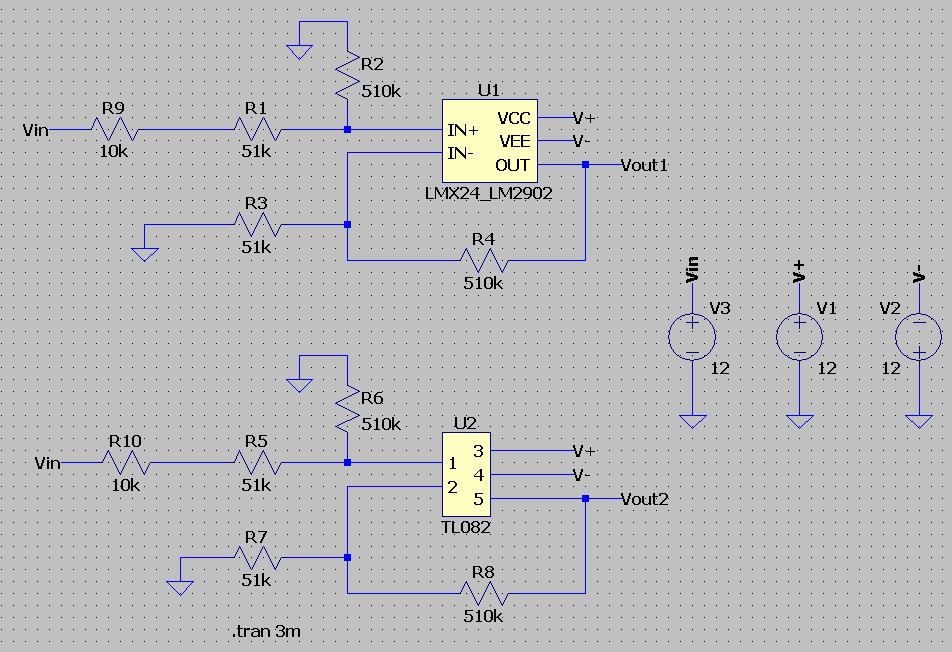 R2
510k
U1
R9
10k
R1
51k
Vin
IN+
IN-
VCC
VEE
OUT
V+
V-
Vout1
LMX24_LM2902
R3
51k
R4
510k
Vin
V3
12
V+
V1
12
V-
V2
12
R6
510k
U2
R10
10k
R5
51k
Vin
1
2
3
4
5
V+
V-
Vout2
TL082
R7
51k
R8
510k
.tran 3m